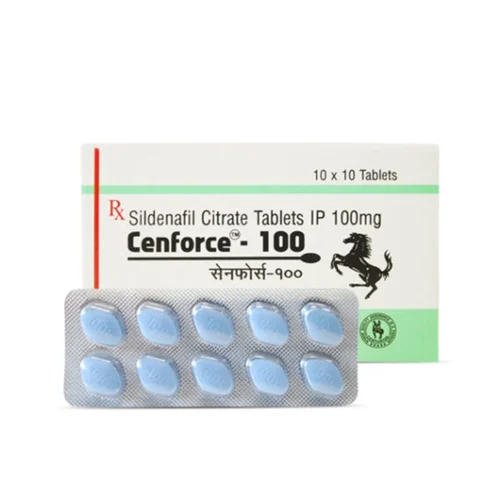 10 x 10 Tablets
Rx Sildenafil Citrate Tablets IP 100mg
Cenforce™ - 100
सेनफोर्स-१००